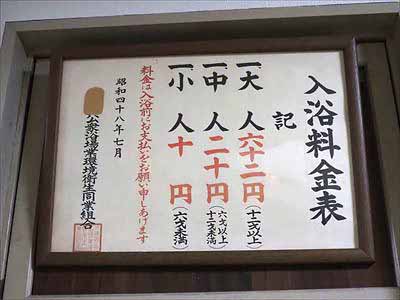 入浴料金表
記
一大人六十二円(十二才以上)
一中人二十円(六才以上十二才未満)
一小人十円(六才未満)
料金は入浴前にお支払いをお願い申しあげます
昭和四十八年七月
公衆浴場業環境衛生同業組合